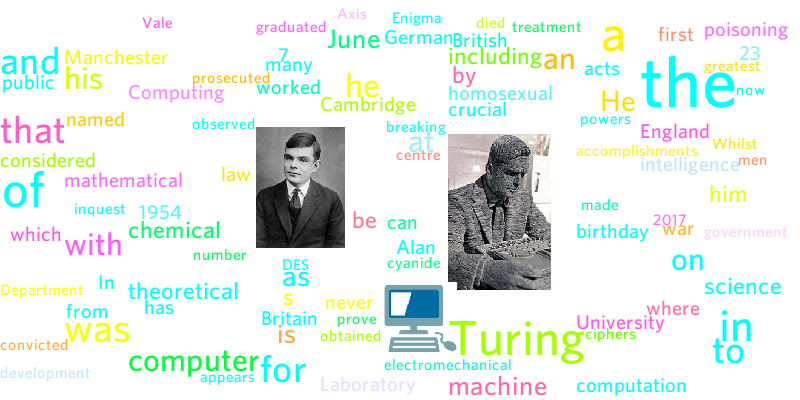 Vale
graduated
Axis
Enigma
died
treatment
a
first
poisoning
and
Manchester
7
June
German
British
23
public
his
prosecuted
many
including
an
acts
the
greatest
Computing
worked
he
by
homosexual
He
now
that
named
observed
Cambridge
crucial
powers
England
considered
breaking
at
centre
accomplishments
Whilst
intelligence
men
of
mathematical
law
him
inquest
1954
made
which
with
chemical
be
can
birthday
2017
war
government
number
Alan
cyanide
on
Department
In
theoretical
DES
as
science
from
has
s
never
where
was
Britain
prove
University
in
convicted
is
obtained
Turing
ciphers
to
development
computer
appears
for
electromechanical
Laboratory
machine
computation